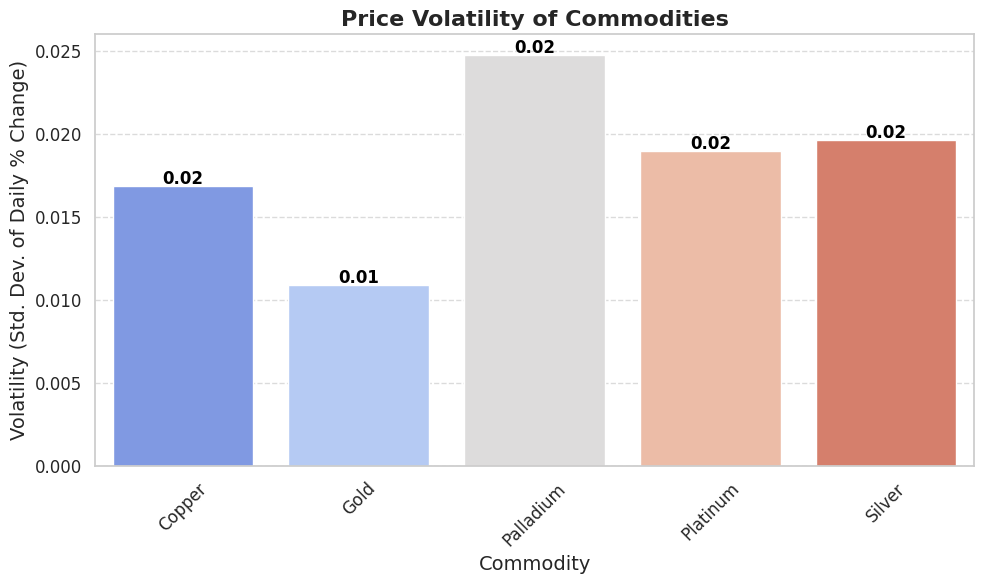 Price Volatility of Commodities
Volatility (Std. Dev. of Daily % Change)
0.025
0.020
0.015
0.010
0.005
0.000
0.02
0.01
0.02
0.02
0.02
Copper
Gold
Palladium
Platinum
Silver
Commodity